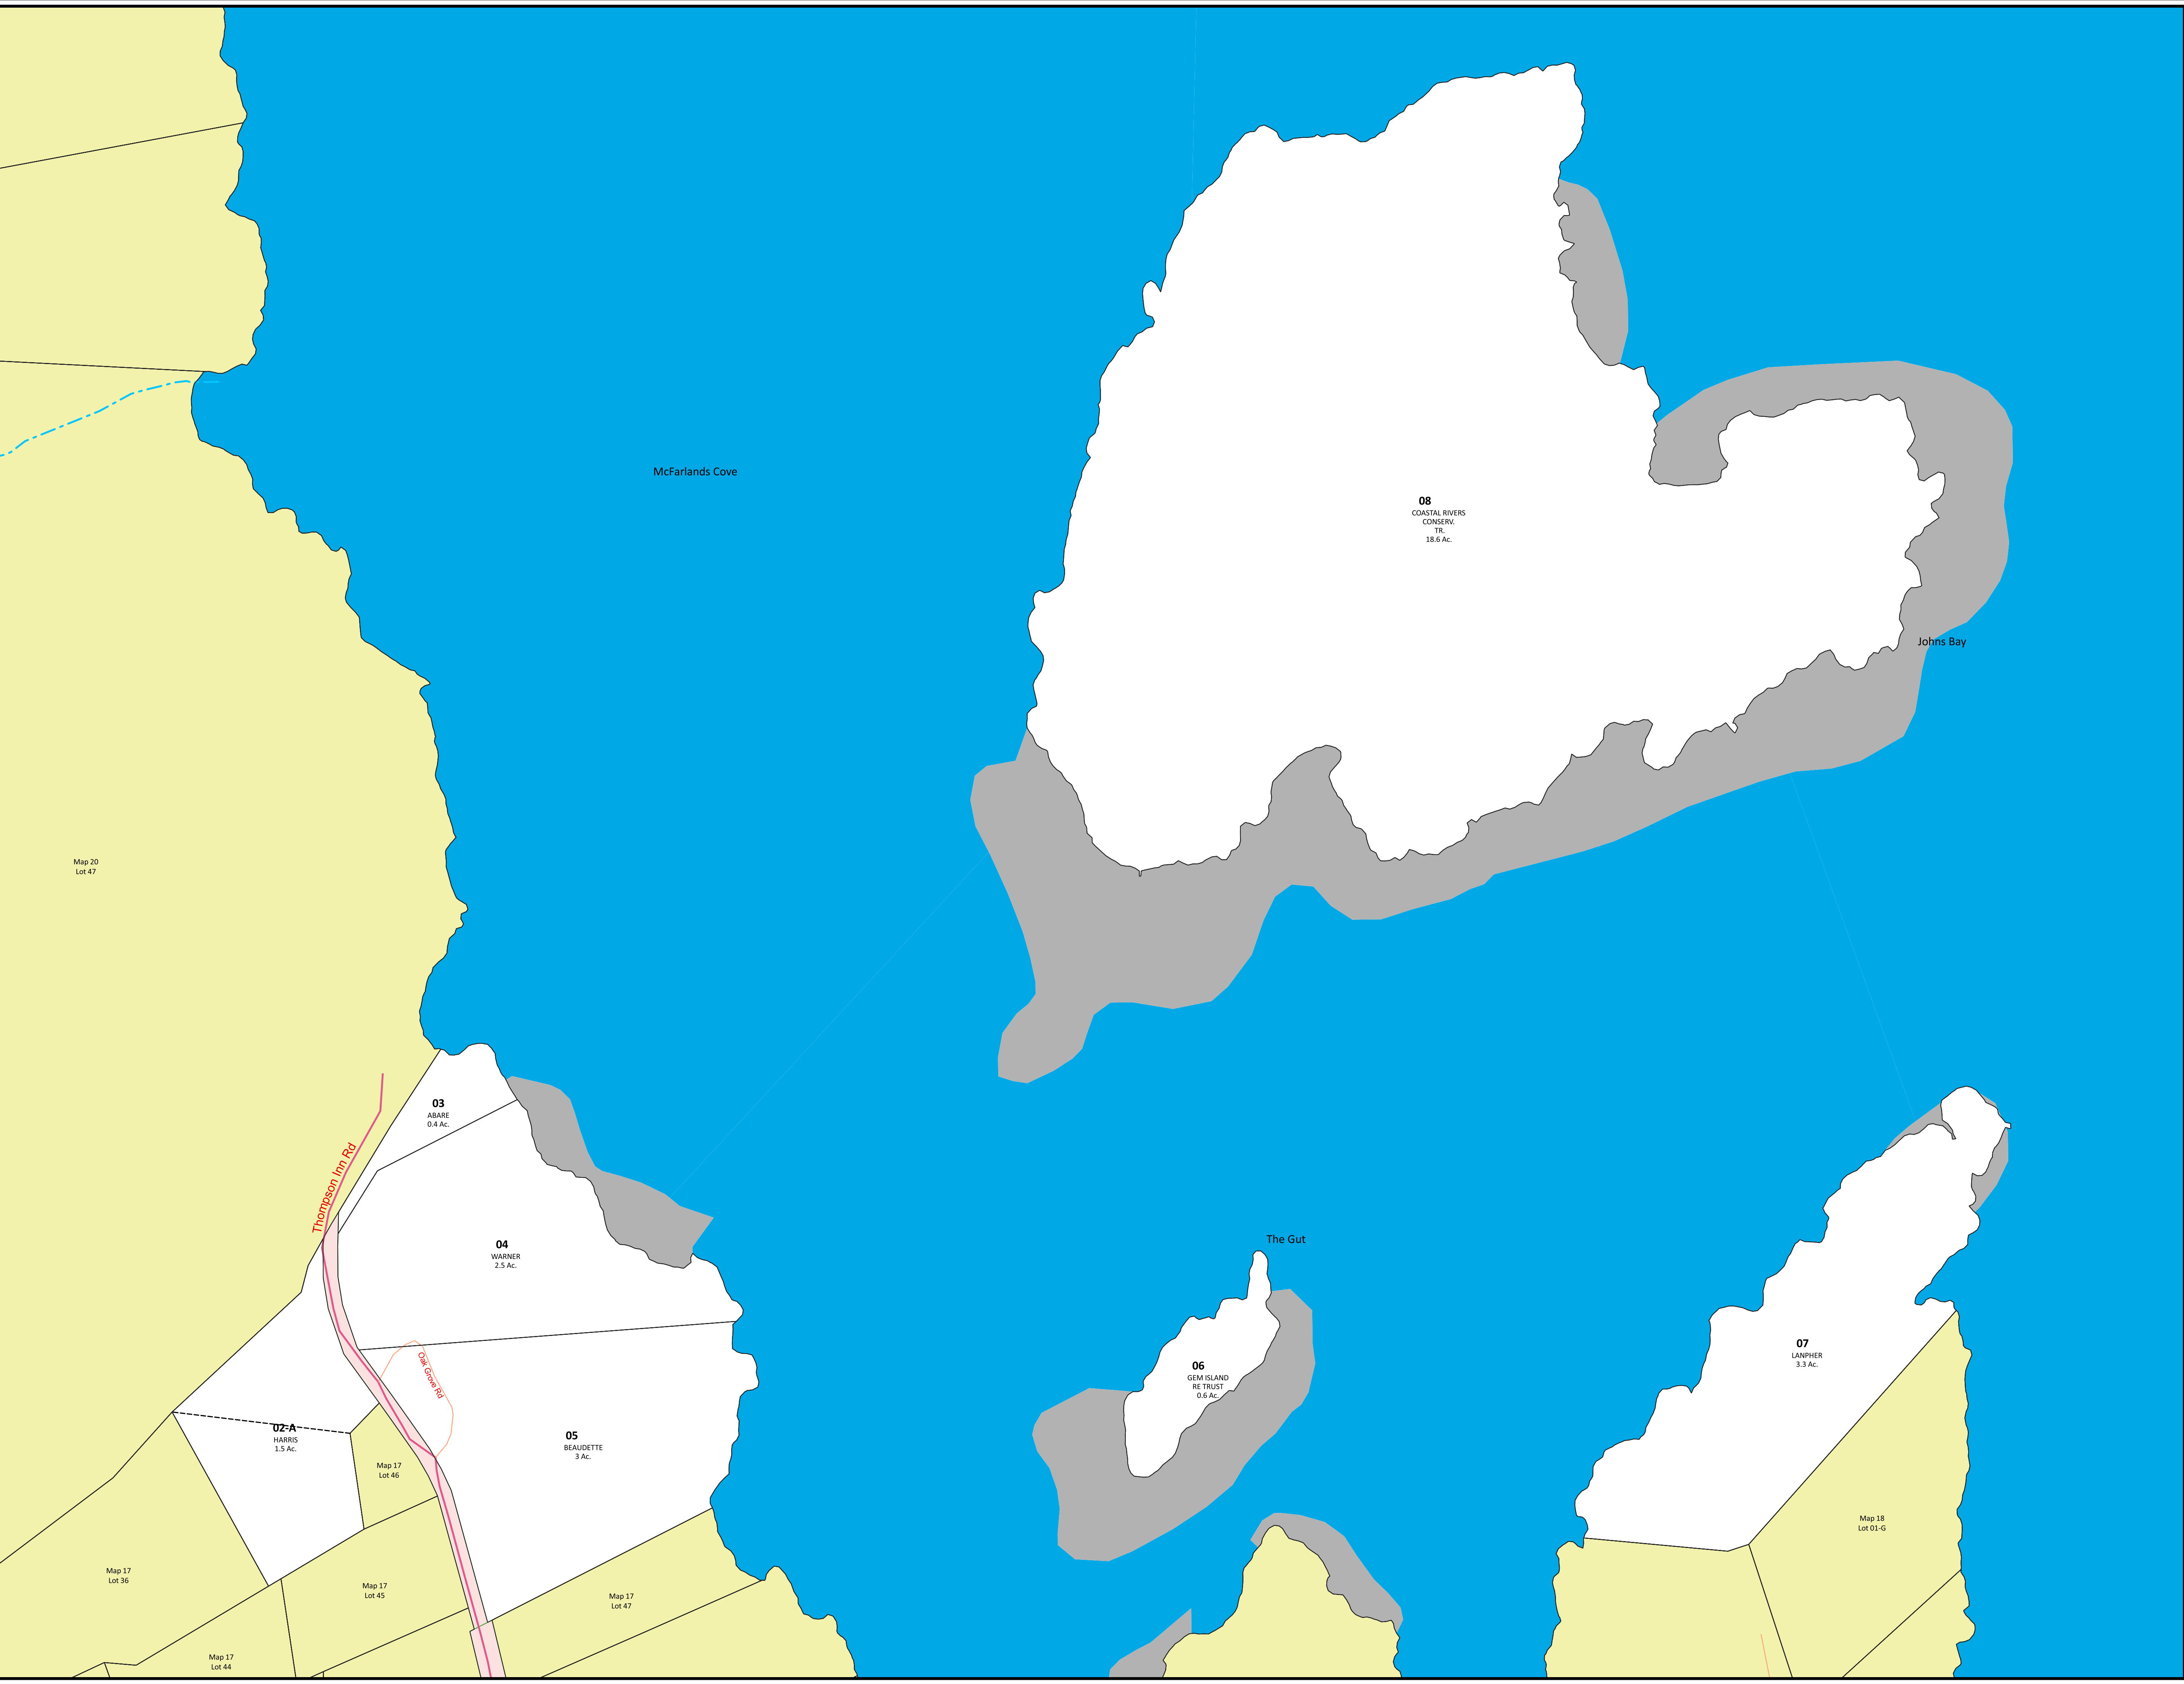 McFarlands Cove
08
COASTAL RIVERS
CONSERV.
TR.
18.6 Ac.
Johns Bay
Map 20
Lot 47
03
ABARE
0.4 Ac.
Thompson Inn Rd
04
WARNER
2.5 Ac.
The Gut
07
LANPHER
3.3 Ac.
06
GEM ISLAND
RE TRUST
0.6 Ac.
Oak Grove Rd
02-A
HARRIS
1.5 Ac.
05
BEAUDETTE
3 Ac.
Map 17
Lot 46
Map 18
Lot 01-G
Map 17
Lot 36
Map 17
Lot 45
Map 17
Lot 47
Map 17
Lot 44